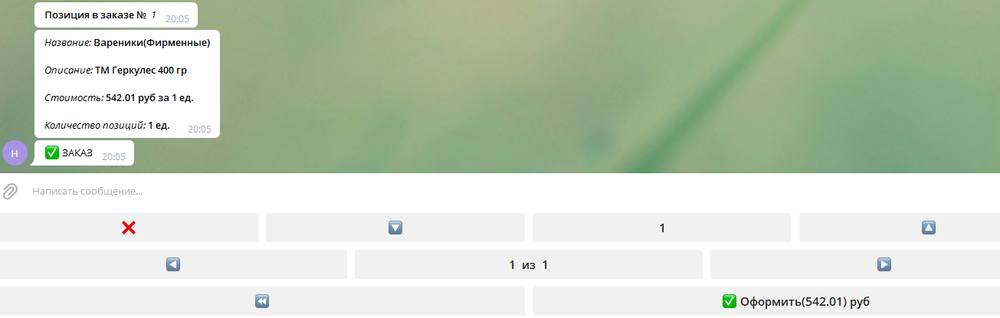 Позиция в заказе № 1
20:05
Название: Вареники(Фирменные)
Описание: ТМ Геркулес 400 гр
Стоимость: 542.01 руб за 1 ед.
Количество позиций: 1 ед.
20:05
Н
✅ ЗАКАЗ
20:05
Написать сообщение...
❌ 🔽 1 🔼
◀️ 1 из 1 ▶️
⏪ ✅ Оформить(542.01) руб